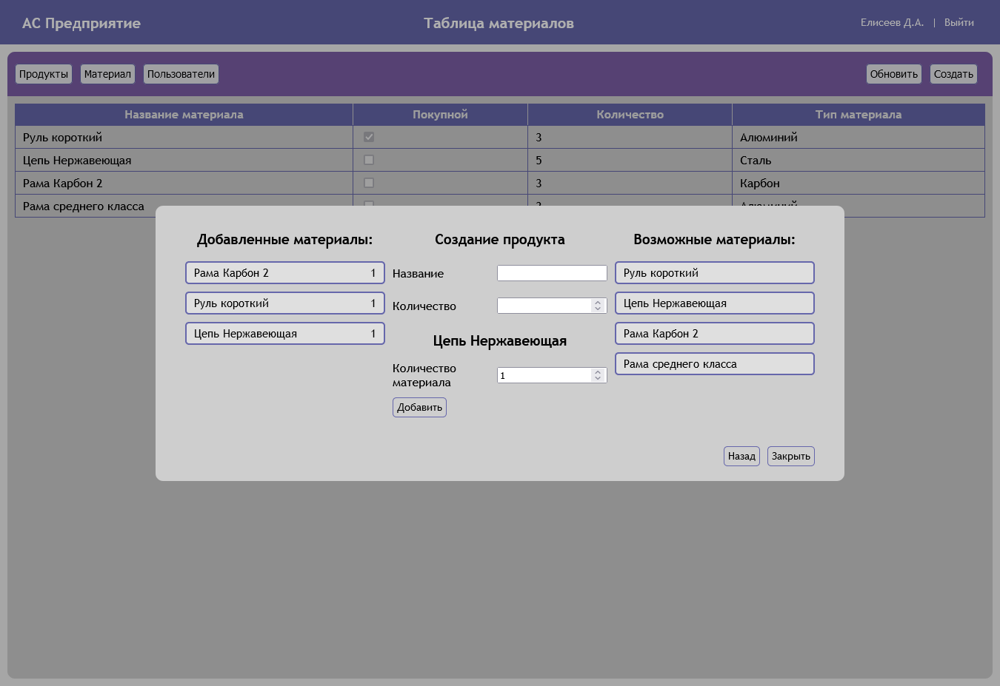 АС Предприятие
Таблица материалов
Елисеев Д.А. | Выйти
Продукты
Материал
Пользователи
Обновить
Создать
Название материала
Покупной
Количество
Тип материала
Руль короткий
3
Алюминий
Цепь Нержавеющая
5
Сталь
Рама Карбон 2
3
Карбон
Рама среднего класса
Алюминий
Добавленные материалы:
Рама Карбон 2 1
Руль короткий 1
Цепь Нержавеющая 1
Создание продукта
Название
Количество
Цепь Нержавеющая
Количество
материала
1
Добавить
Возможные материалы:
Руль короткий
Цепь Нержавеющая
Рама Карбон 2
Рама среднего класса
Назад
Закрыть